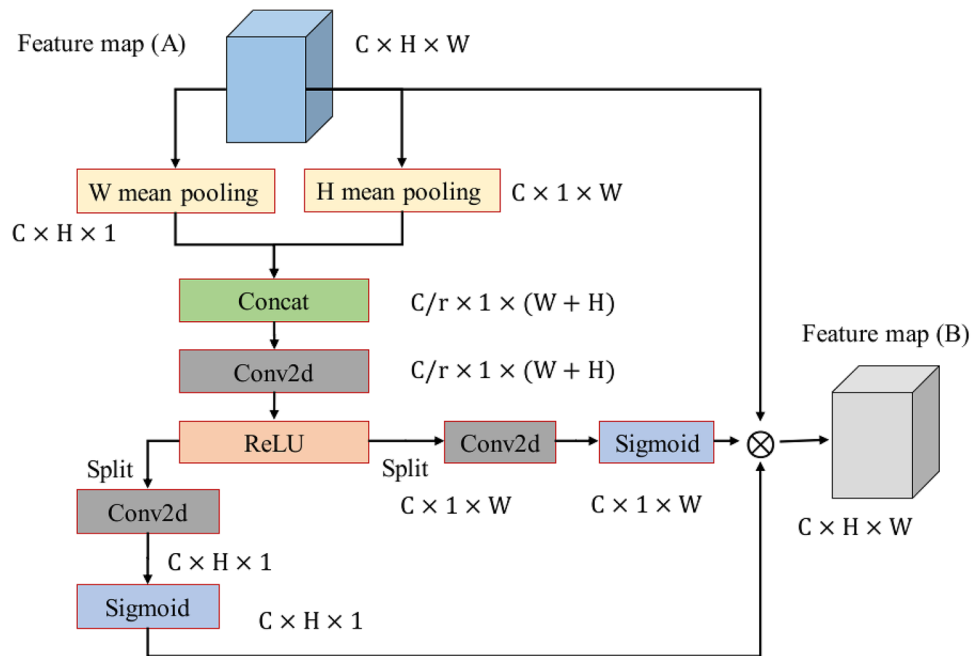 Feature map (A)
C × H × W
W mean pooling
H mean pooling
C × 1 × W
C × H × 1
Concat
C/r × 1 × (W + H)
Conv2d
C/r × 1 × (W + H)
Feature map (B)
ReLU
Split
Conv2d
Sigmoid
Split
C × 1 × W
C × 1 × W
C × H × W
Conv2d
C × H × 1
Sigmoid
C × H × 1